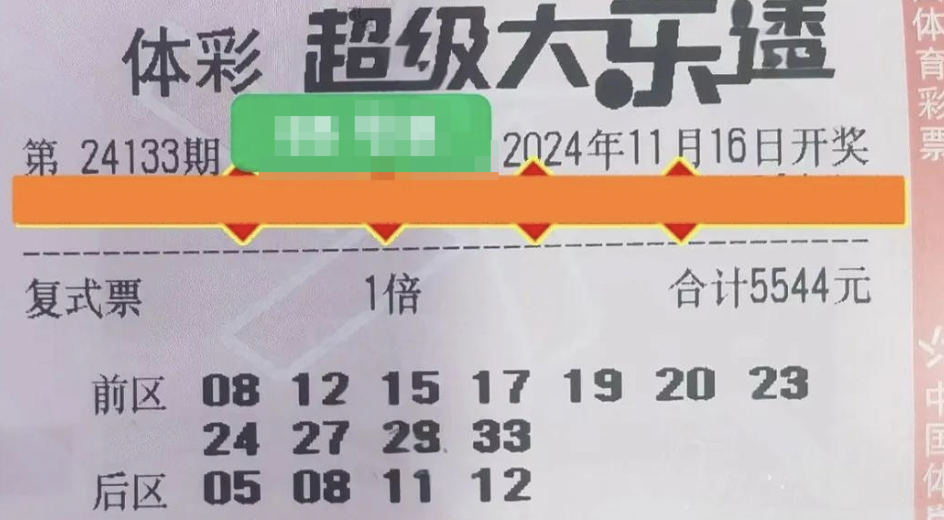 体彩 超级大乐透
第 24133期 2024年11月16日开奖
复式票 1倍 合计5544元
前区 08 12 15 17 19 20 23
24 27 29 33
后区 05 08 11 12
体育彩票
中国体